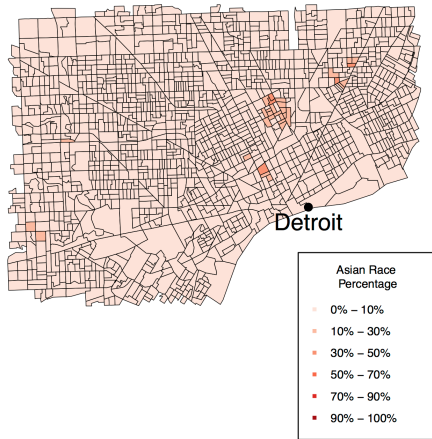 Detroit
Asian Race
Percentage
0% – 10%
10% – 30%
30% – 50%
50% – 70%
70% – 90%
90% – 100%